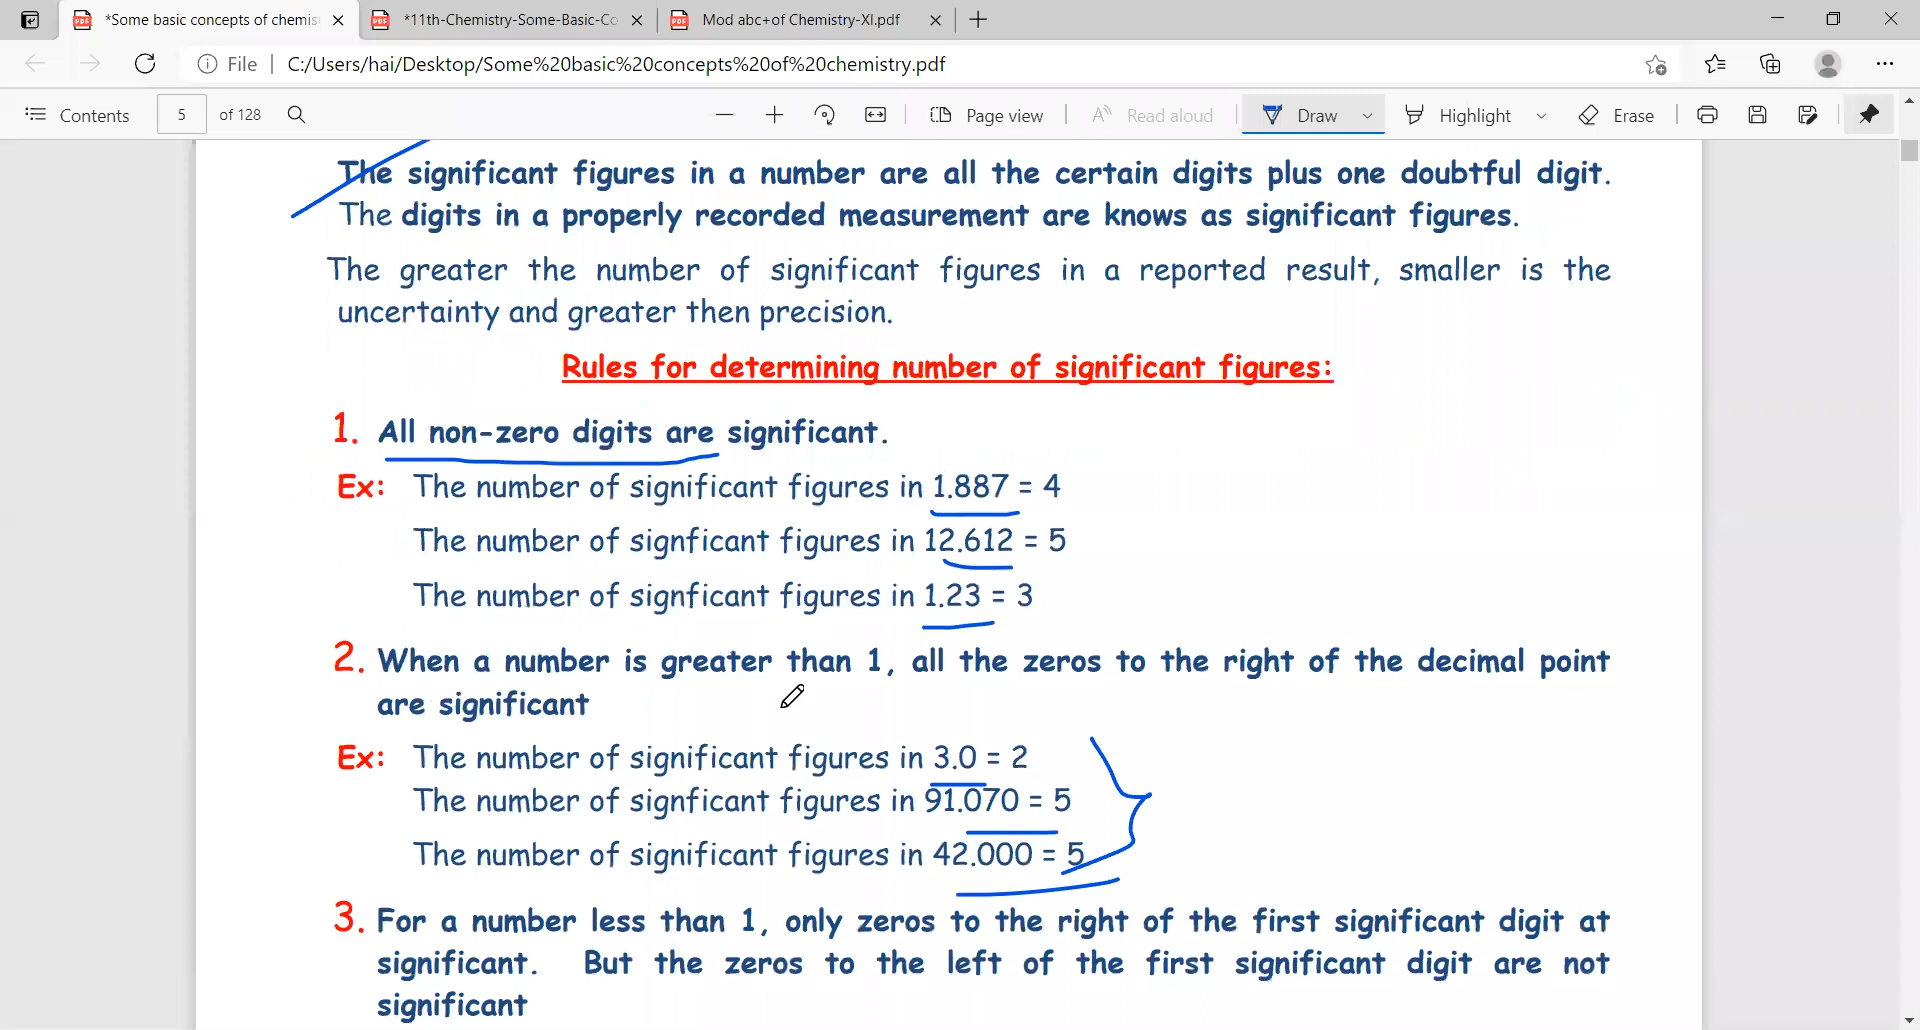 *Some basic concepts of chemis
*11th-Chemistry-Some-Basic-Co
Mod abc+of Chemistry-XI.pdf
File
C:/Users/hai/Desktop/Some%20basic%20concepts%20of%20chemistry.pdf
Contents
5
of 128
Page view
Read aloud
Draw
Highlight
Erase
The significant figures in a number are all the certain digits plus one doubtful digit.
The digits in a properly recorded measurement are knows as significant figures.
The greater the number of significant figures in a reported result, smaller is the
uncertainty and greater then precision.
Rules for determining number of significant figures:
1. All non-zero digits are significant.
Ex: The number of significant figures in 1.887 = 4
The number of signficant figures in 12.612 = 5
The number of signficant figures in 1.23 = 3
2. When a number is greater than 1, all the zeros to the right of the decimal point
are significant
Ex: The number of significant figures in 3.0 = 2
The number of signficant figures in 91.070 = 5
The number of significant figures in 42.000 = 5
3. For a number less than 1, only zeros to the right of the first significant digit at
significant. But the zeros to the left of the first significant digit are not
significant